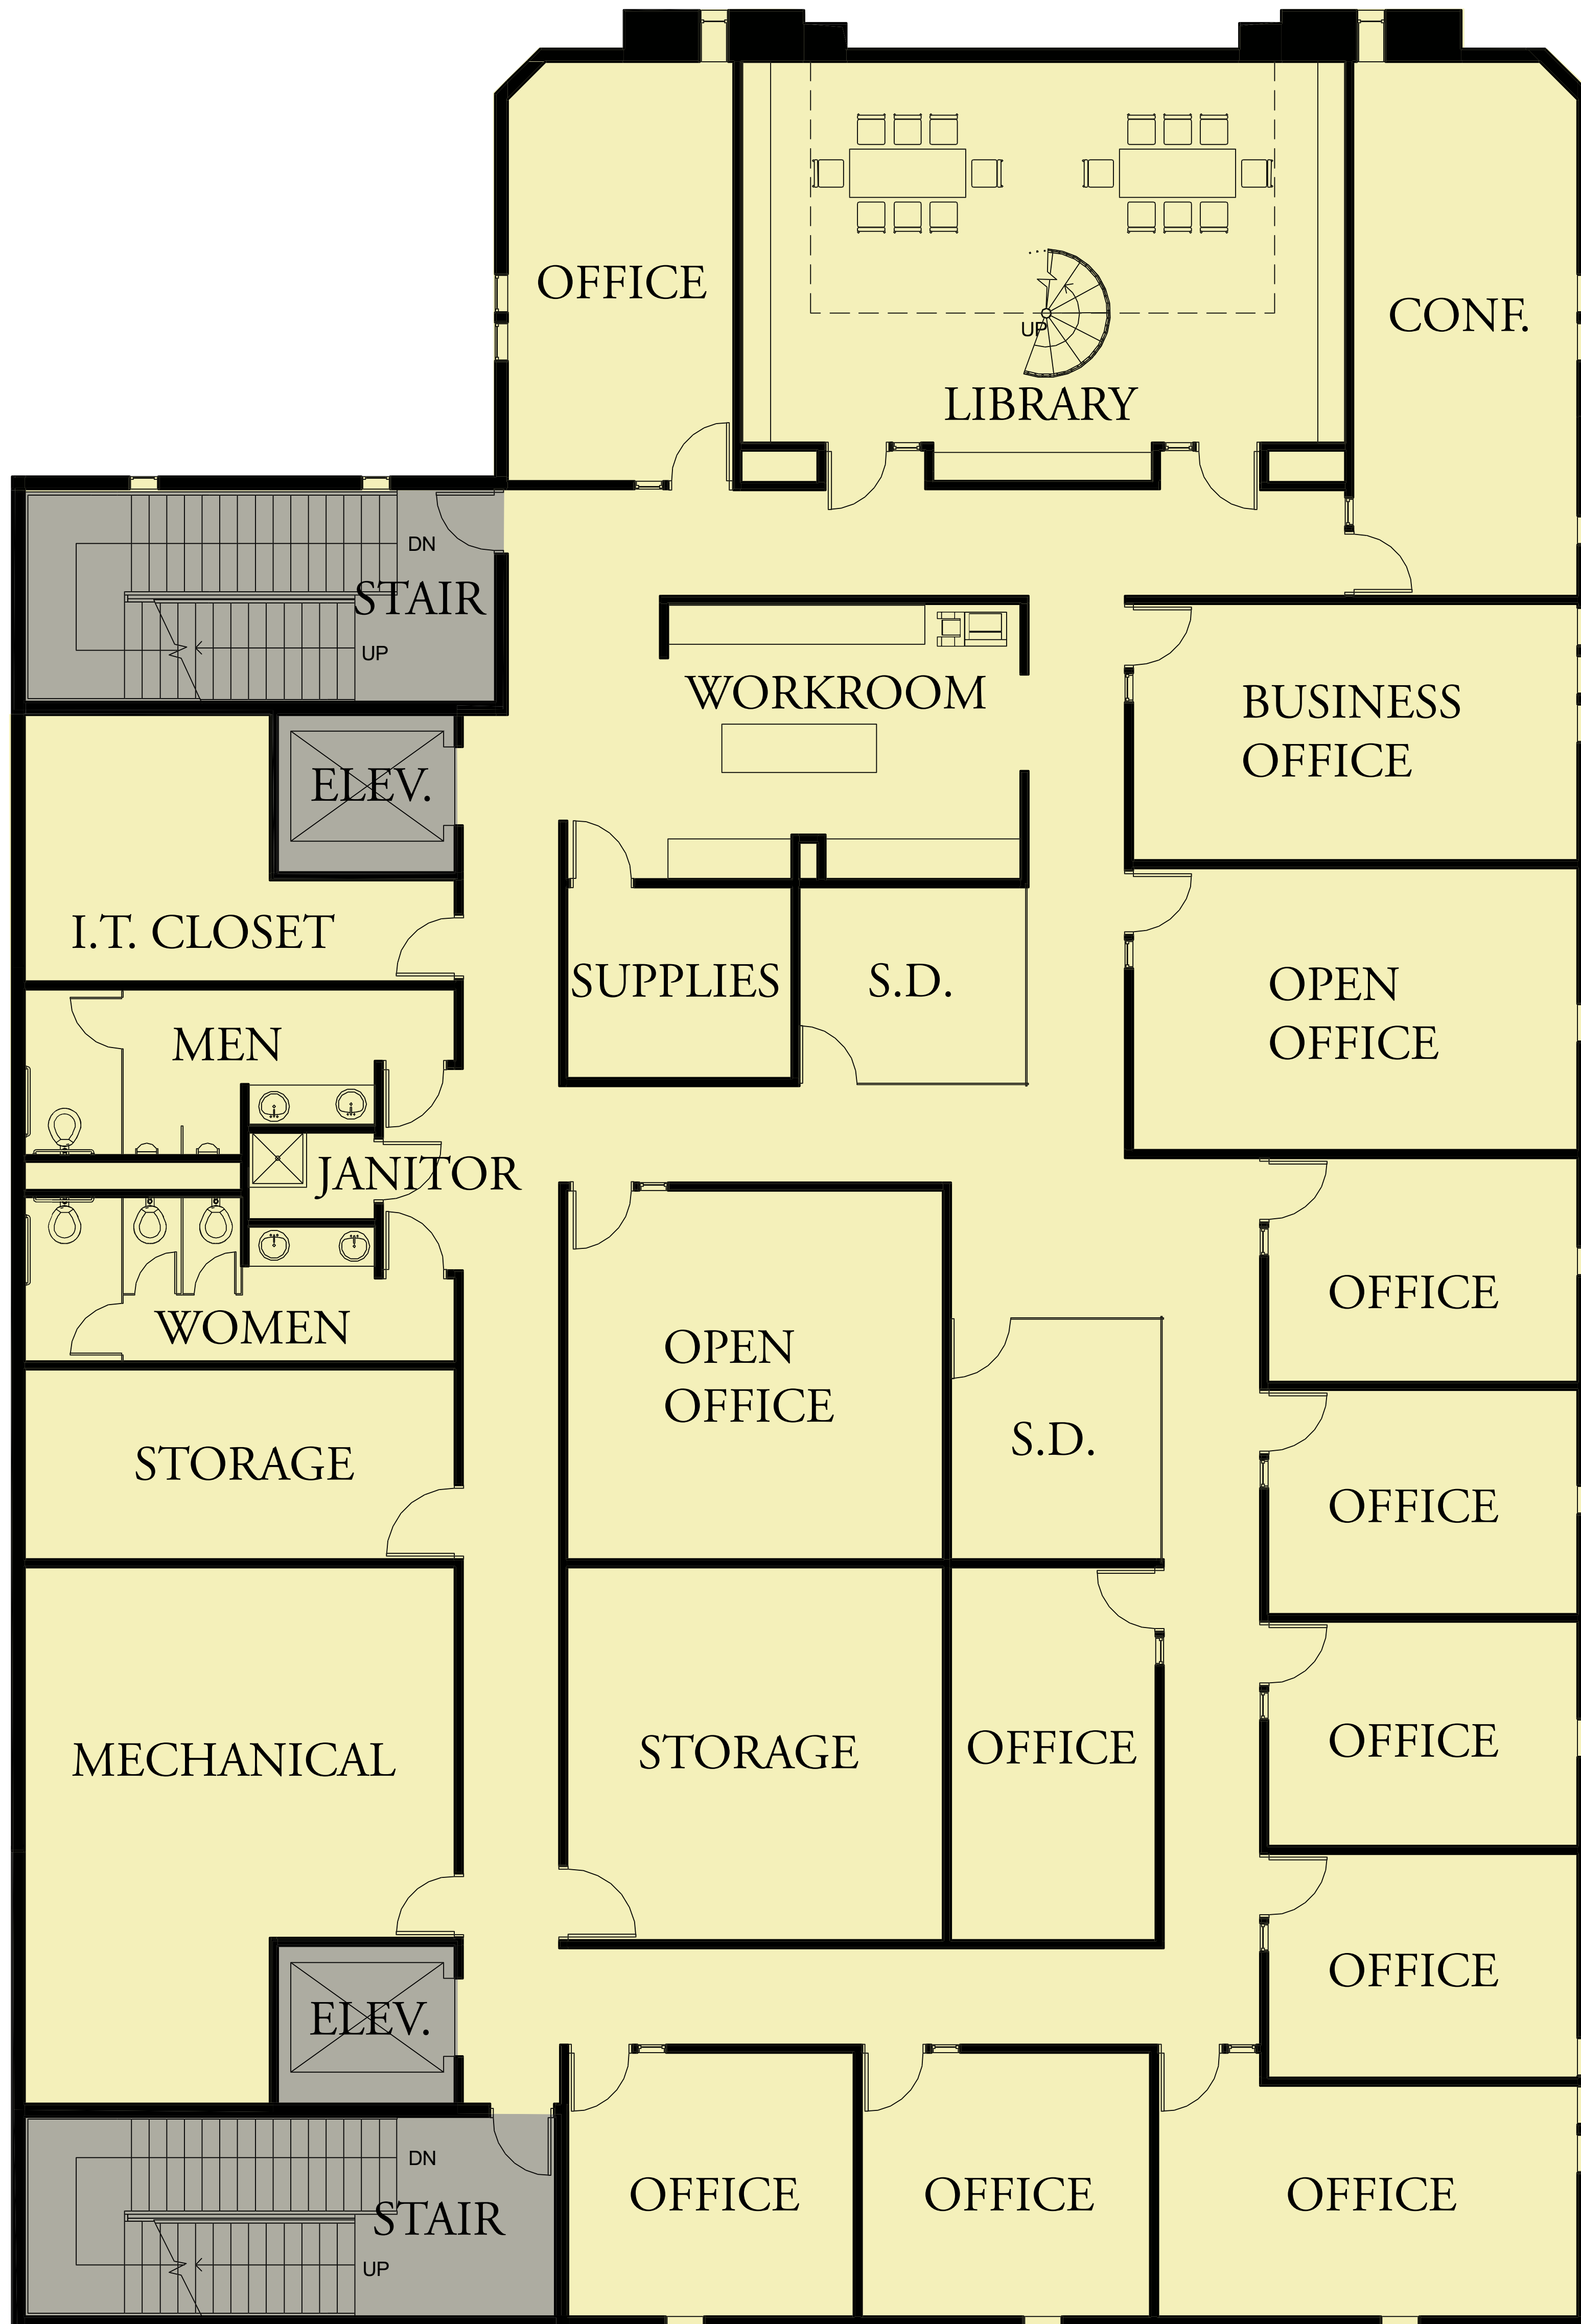 OFFICE
CONF.
UP
LIBRARY
DN
STAIR
UP
WORKROOM
BUSINESS
OFFICE
ELEV.
I.T. CLOSET
SUPPLIES
S.D.
OPEN
OFFICE
MEN
JANITOR
WOMEN
OFFICE
OPEN
OFFICE
S.D.
STORAGE
OFFICE
MECHANICAL
STORAGE
OFFICE
OFFICE
OFFICE
ELEV.
DN
STAIR
UP
OFFICE
OFFICE
OFFICE